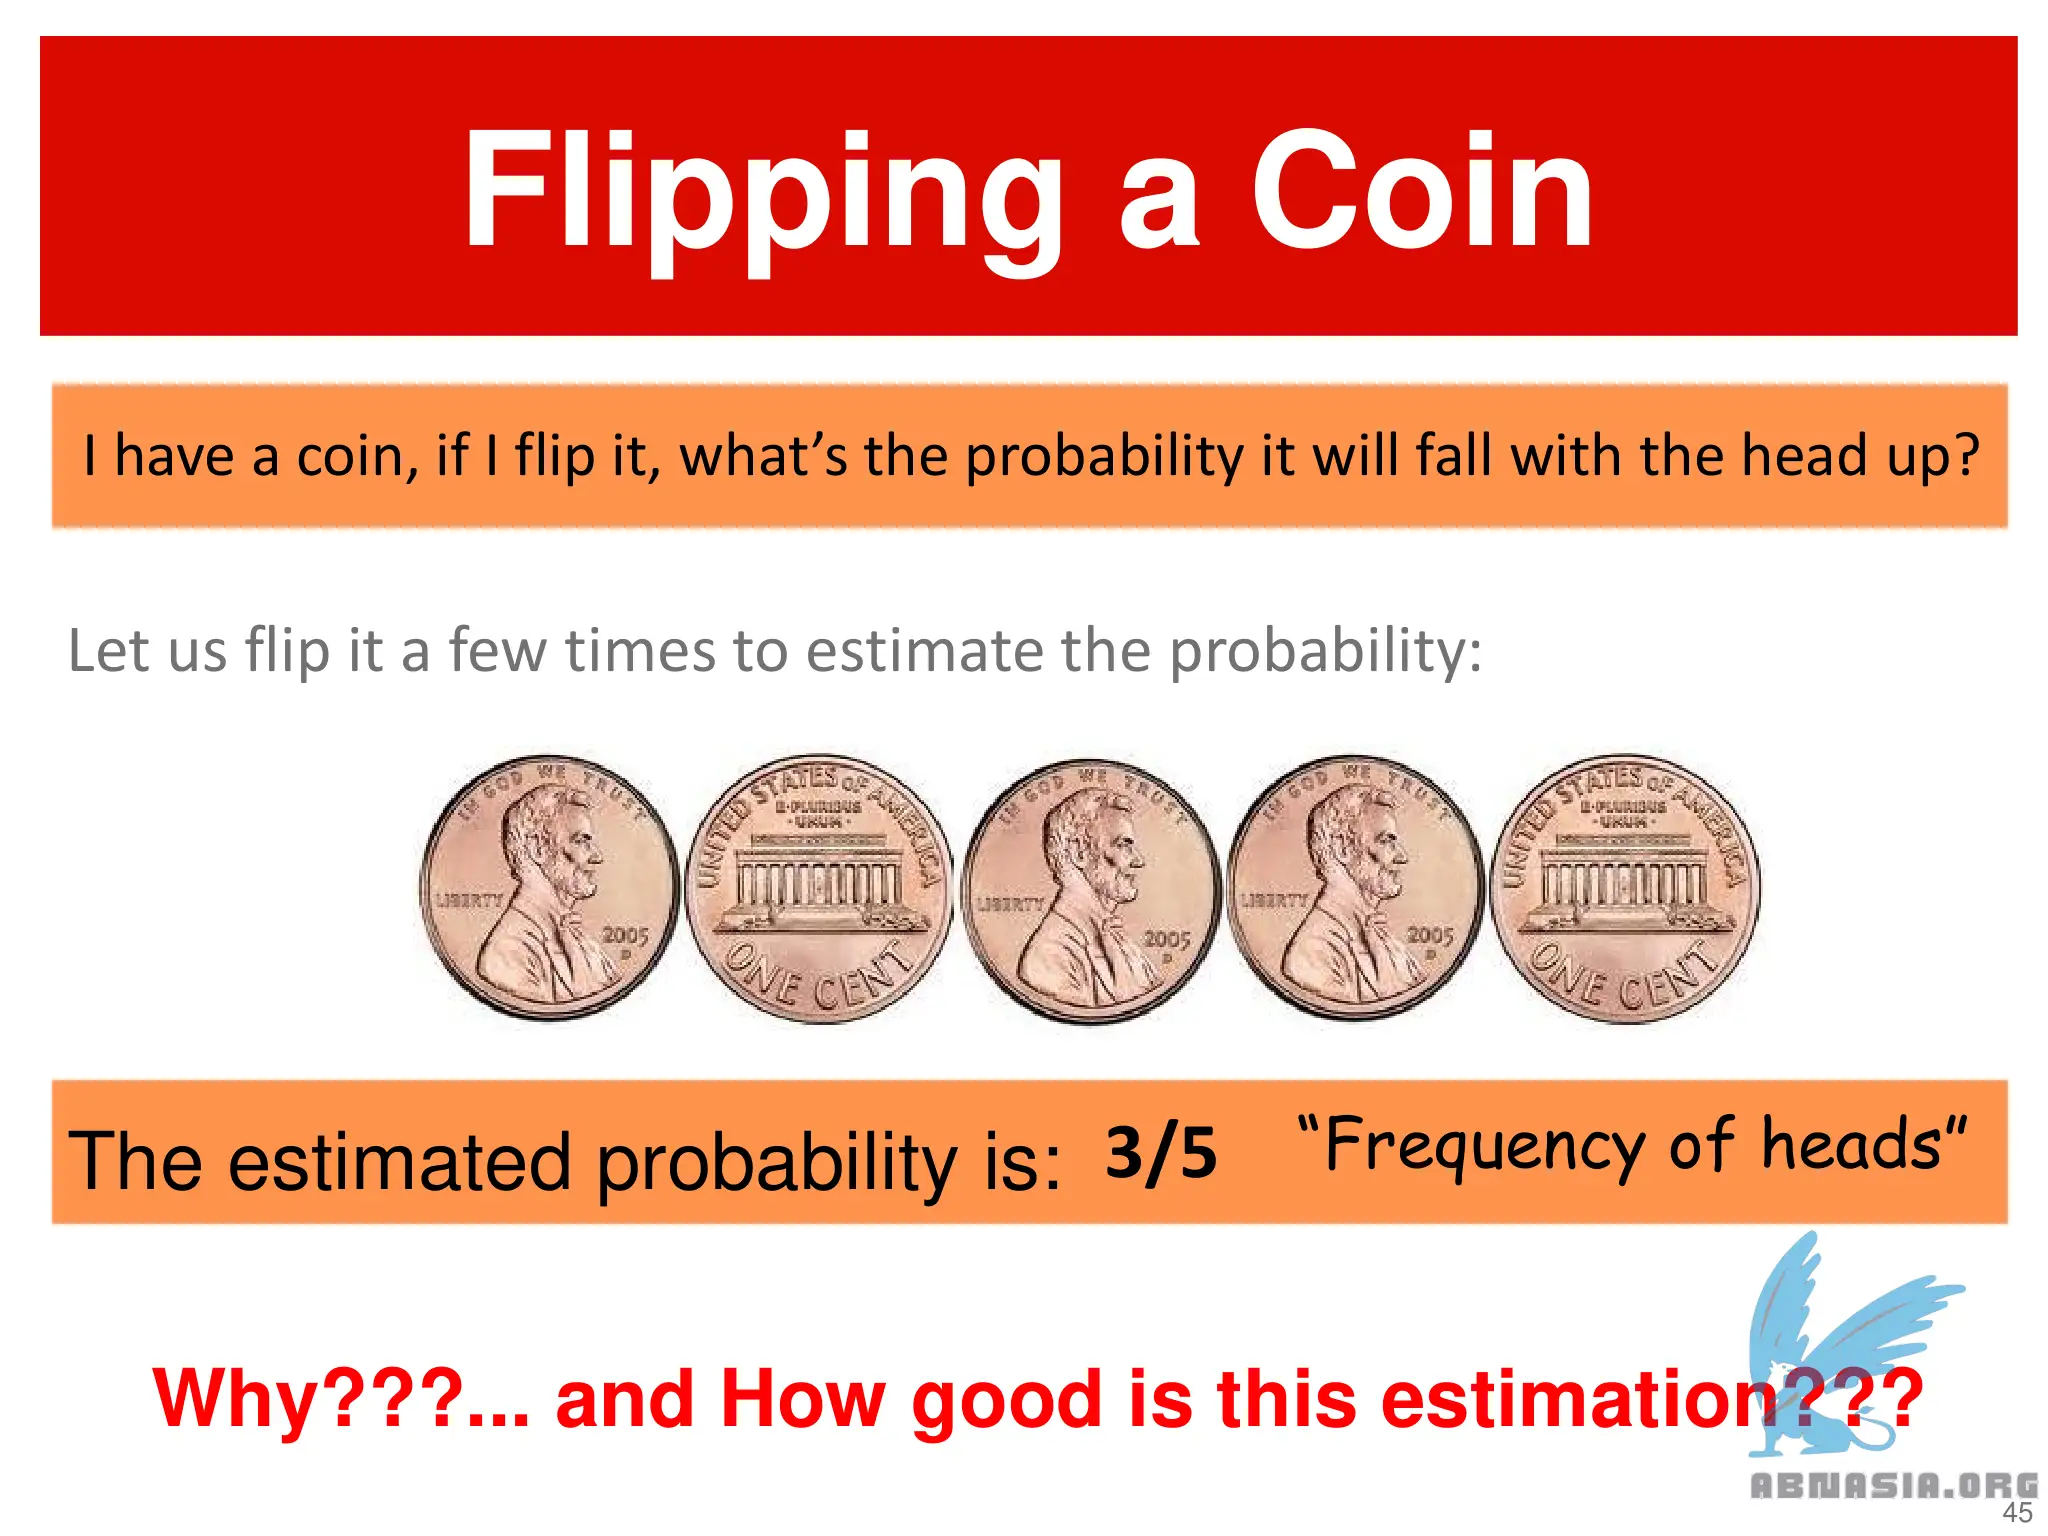 Flipping a Coin
I have a coin, if I flip it, what’s the probability it will fall with the head up?
Let us flip it a few times to estimate the probability:
IN GOD WE TRUST
LIBERTY
2005
D
UNITED STATES OF AMERICA
E·PLURIBUS
·UNUM·
ONE CENT
IN GOD WE TRUST
LIBERTY
2005
D
IN GOD WE TRUST
LIBERTY
2005
D
UNITED STATES OF AMERICA
E·PLURIBUS
·UNUM·
ONE CENT
The estimated probability is: 3/5 “Frequency of heads”
Why???... and How good is this estimation???
ABNASIA.ORG
45